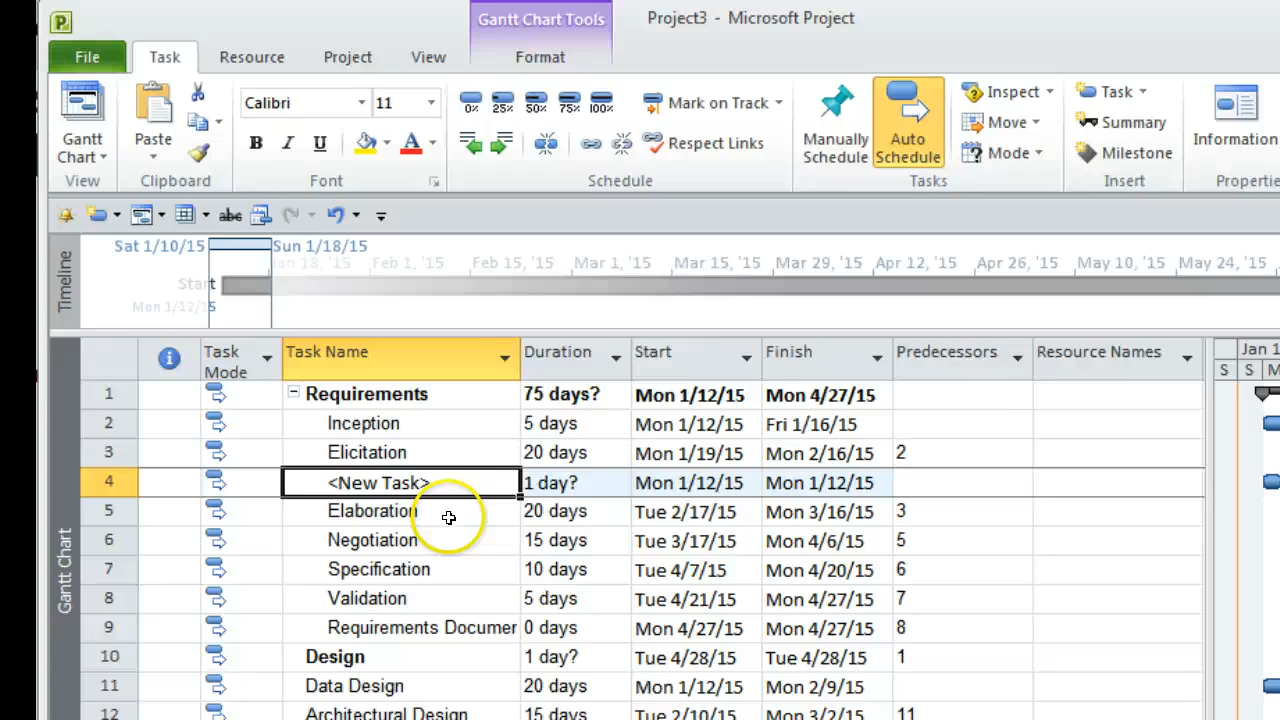 Gantt Chart Tools
Project3 - Microsoft Project
File Task Resource Project View Format
Calibri 11
0% 25% 50% 75% 100%
Mark on Track
Inspect Task
Gantt Chart
Paste
Manually Schedule
Auto Schedule
Move Summary
Information
B I U A
Respect Links
Mode Milestone
View Clipboard Font Schedule Tasks Insert Properti
abc
Timeline
Sat 1/10/15 Sun 1/18/15
an 18, '15 Feb 1, '15 Feb 15, '15 Mar 1, '15 Mar 15, '15 Mar 29, '15 Apr 12, '15 Apr 26, '15 May 10, '15 May 24, '15
Start
Mon 1/12/15
Gantt Chart
Task Mode Task Name Duration Start Finish Predecessors Resource Names Jan 1
S S M
1 Requirements 75 days? Mon 1/12/15 Mon 4/27/15
2 Inception 5 days Mon 1/12/15 Fri 1/16/15
3 Elicitation 20 days Mon 1/19/15 Mon 2/16/15 2
4 <New Task> 1 day? Mon 1/12/15 Mon 1/12/15
5 Elaboration 20 days Tue 2/17/15 Mon 3/16/15 3
6 Negotiation 15 days Tue 3/17/15 Mon 4/6/15 5
7 Specification 10 days Tue 4/7/15 Mon 4/20/15 6
8 Validation 5 days Tue 4/21/15 Mon 4/27/15 7
9 Requirements Documer 0 days Mon 4/27/15 Mon 4/27/15 8
10 Design 1 day? Tue 4/28/15 Tue 4/28/15 1
11 Data Design 20 days Mon 1/12/15 Mon 2/9/15
12 Architectural Design 15 days Tue 2/10/15 Mon 3/2/15 11